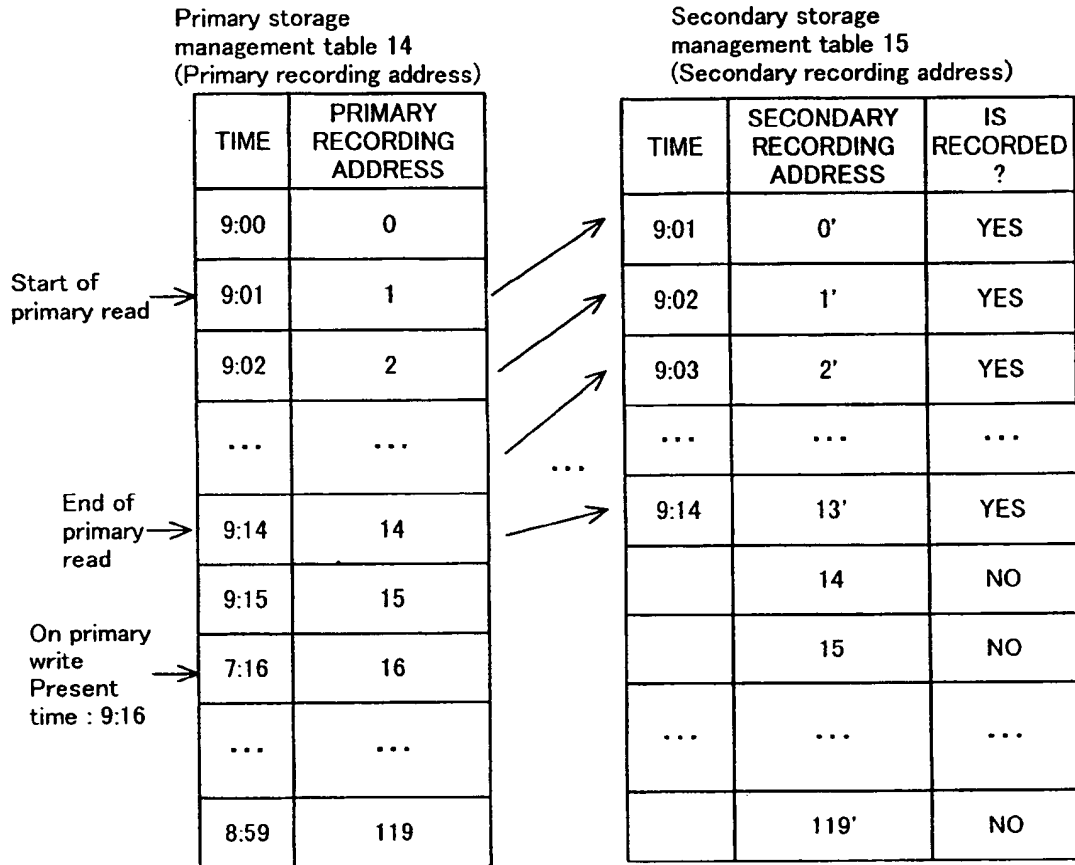 Primary storage
management table 14
(Primary recording address)
TIME
PRIMARY
RECORDING
ADDRESS
9:00 0
9:01 1
9:02 2
... ...
9:14 14
9:15 15
7:16 16
... ...
8:59 119
Start of
primary read
End of
primary
read
On primary
write
Present
time : 9:16
...
Secondary storage
management table 15
(Secondary recording address)
TIME
SECONDARY
RECORDING
ADDRESS
IS
RECORDED
?
9:01 0' YES
9:02 1' YES
9:03 2' YES
... ... ...
9:14 13' YES
14 NO
15 NO
... ... ...
119' NO